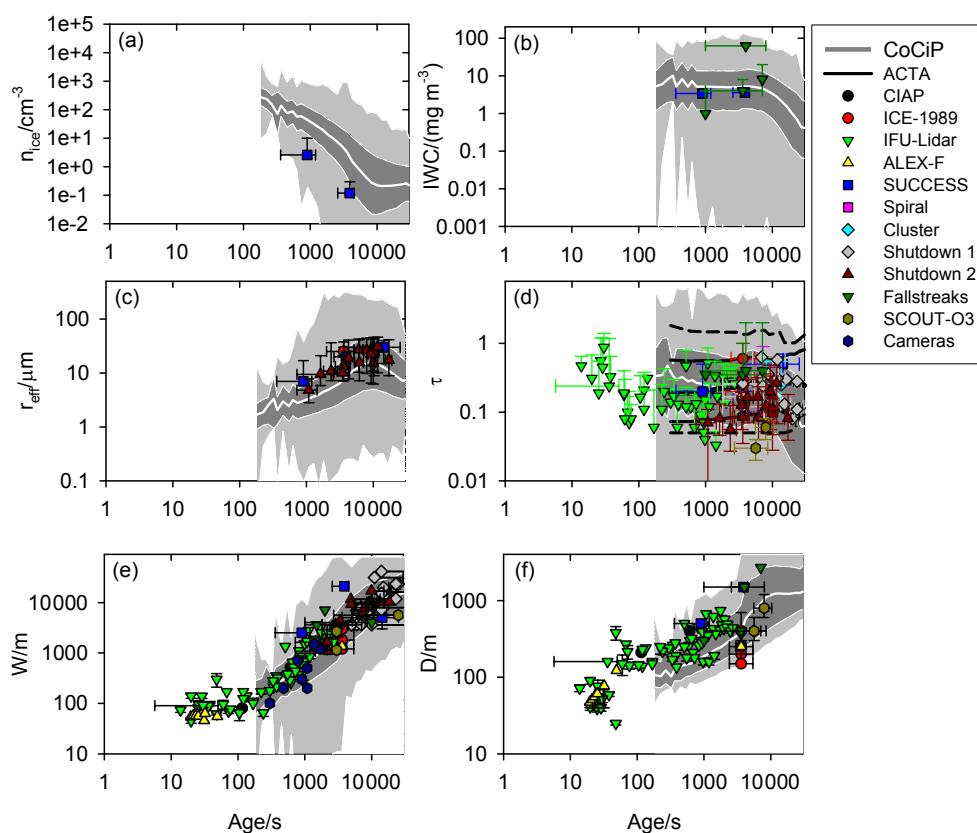 (a)
n_ice/cm^-3
1e+5
1e+4
1e+3
1e+2
1e+1
1e+0
1e-1
1e-2
1 10 100 1000 10000
(b)
IWC/(mg m^-3)
100
10
1
0.1
0.01
0.001
1 10 100 1000 10000
CoCiP
ACTA
CIAP
ICE-1989
IFU-Lidar
ALEX-F
SUCCESS
Spiral
Cluster
Shutdown 1
Shutdown 2
Fallstreaks
SCOUT-O3
Cameras
(c)
r_eff/µm
100
10
1
0.1
1 10 100 1000 10000
(d)
τ
1
0.1
0.01
1 10 100 1000 10000
(e)
W/m
10000
1000
100
10
1 10 100 1000 10000
Age/s
(f)
D/m
1000
100
10
1 10 100 1000 10000
Age/s